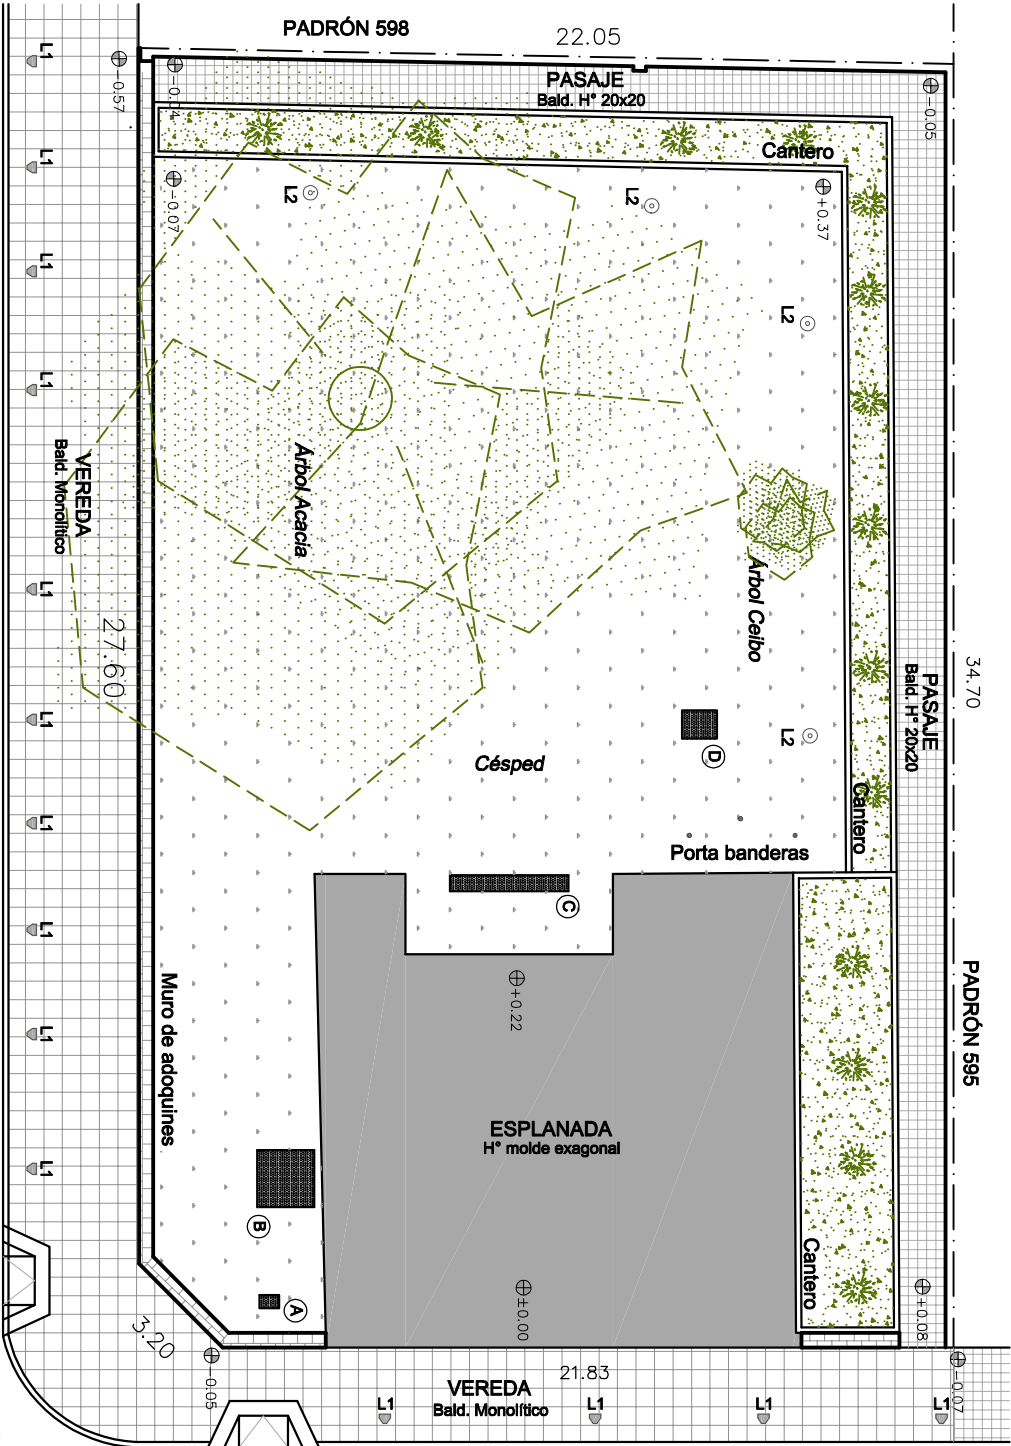 PADRÓN 598
22.05
PASAJE
Bald. H° 20x20
L1
-0.57
-0.04
-0.05
Cantero
L1
-0.07
L2
L2
+0.37
L1
L2
L1
VEREDA
Bald. Monolítico
Árbol Acacia
Árbol Ceibo
L1
27.60
34.70
PASAJE
Bald. H° 20x20
L1
L2
D
Césped
Cantero
L1
Porta banderas
C
L1
Muro de adoquines
+0.22
PADRÓN 595
L1
ESPLANADA
H° molde exagonal
L1
B
Cantero
A
±0.00
+0.08
3.20
-0.05
21.83
-0.07
VEREDA
Bald. Monolítico
L1
L1
L1
L1